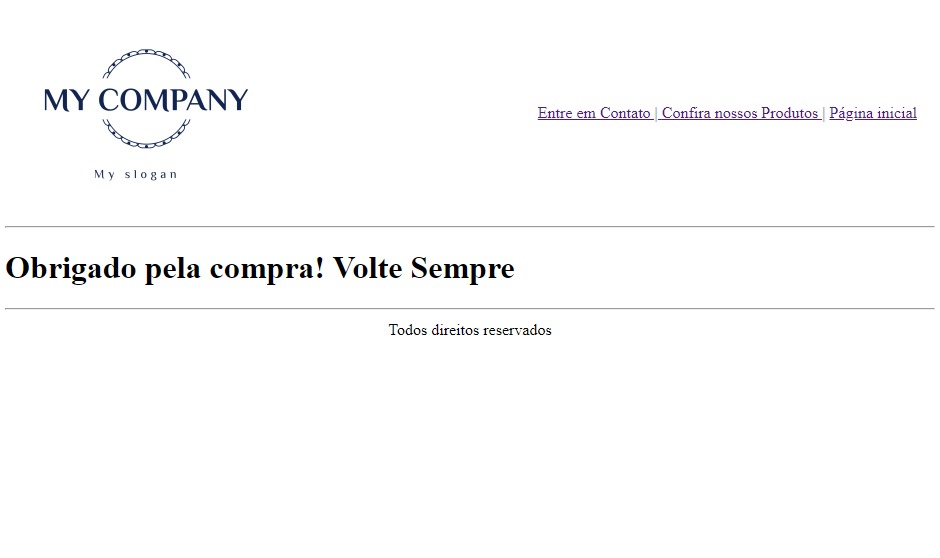 MY COMPANY
My slogan
Entre em Contato | Confira nossos Produtos | Página inicial
Obrigado pela compra! Volte Sempre
Todos direitos reservados